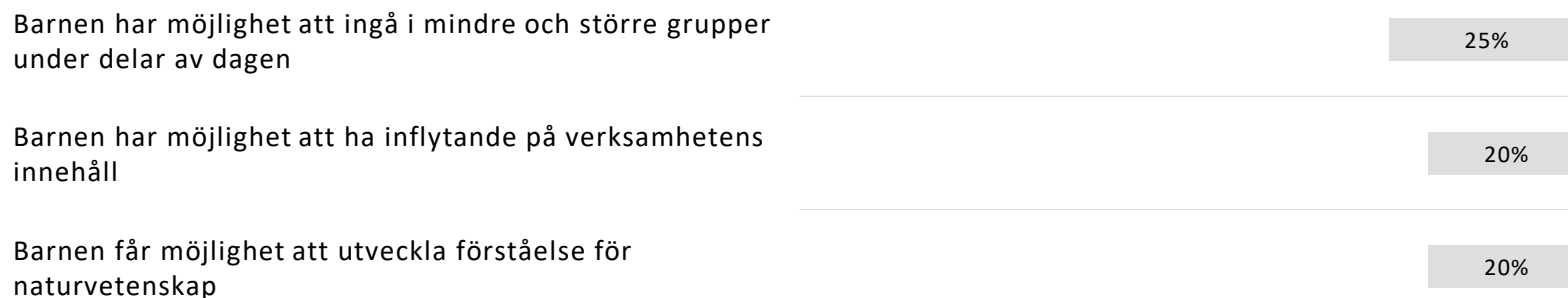 Barnen har möjlighet att ingå i mindre och större grupper
under delar av dagen
25%
Barnen har möjlighet att ha inflytande på verksamhetens
innehåll
20%
Barnen får möjlighet att utveckla förståelse för
naturvetenskap
20%